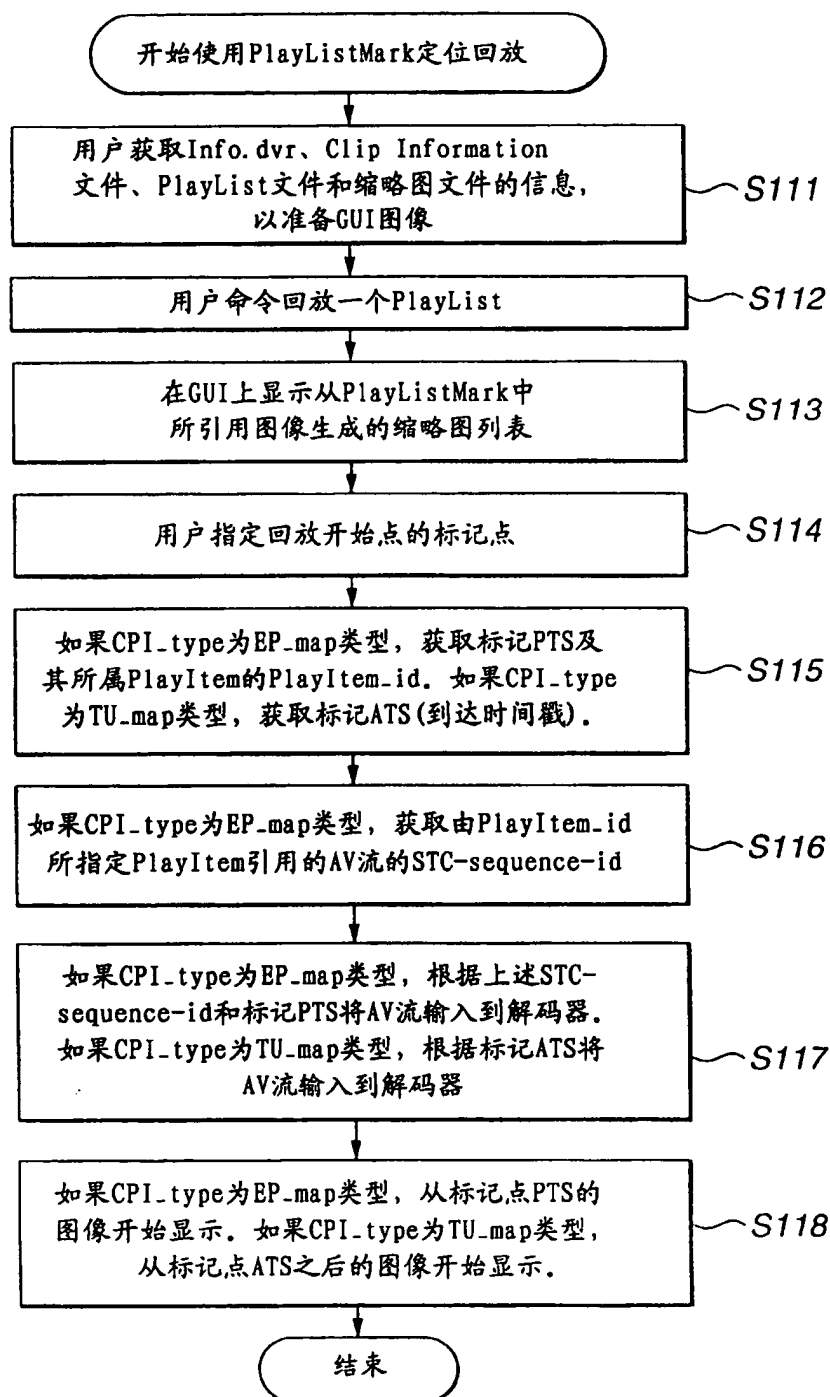 开始使用PlayListMark定位回放
用户获取Info.dvr、Clip Information
文件、PlayList文件和缩略图文件的信息,
以准备GUI图像
S111
用户命令回放一个PlayList
S112
在GUI上显示从PlayListMark中
所引用图像生成的缩略图列表
S113
用户指定回放开始点的标记点
S114
如果CPI_type为EP_map类型, 获取标记PTS及
其所属PlayItem的PlayItem_id. 如果CPI_type
为TU_map类型, 获取标记ATS(到达时间戳).
S115
如果CPI_type为EP_map类型, 获取由PlayItem_id
所指定PlayItem引用的AV流的STC-sequence-id
S116
如果CPI_type为EP_map类型, 根据上述STC-
sequence-id和标记PTS将AV流输入到解码器.
如果CPI_type为TU_map类型, 根据标记ATS将
AV流输入到解码器
S117
如果CPI_type为EP_map类型, 从标记点PTS的
图像开始显示. 如果CPI_type为TU_map类型,
从标记点ATS之后的图像开始显示.
S118
结束